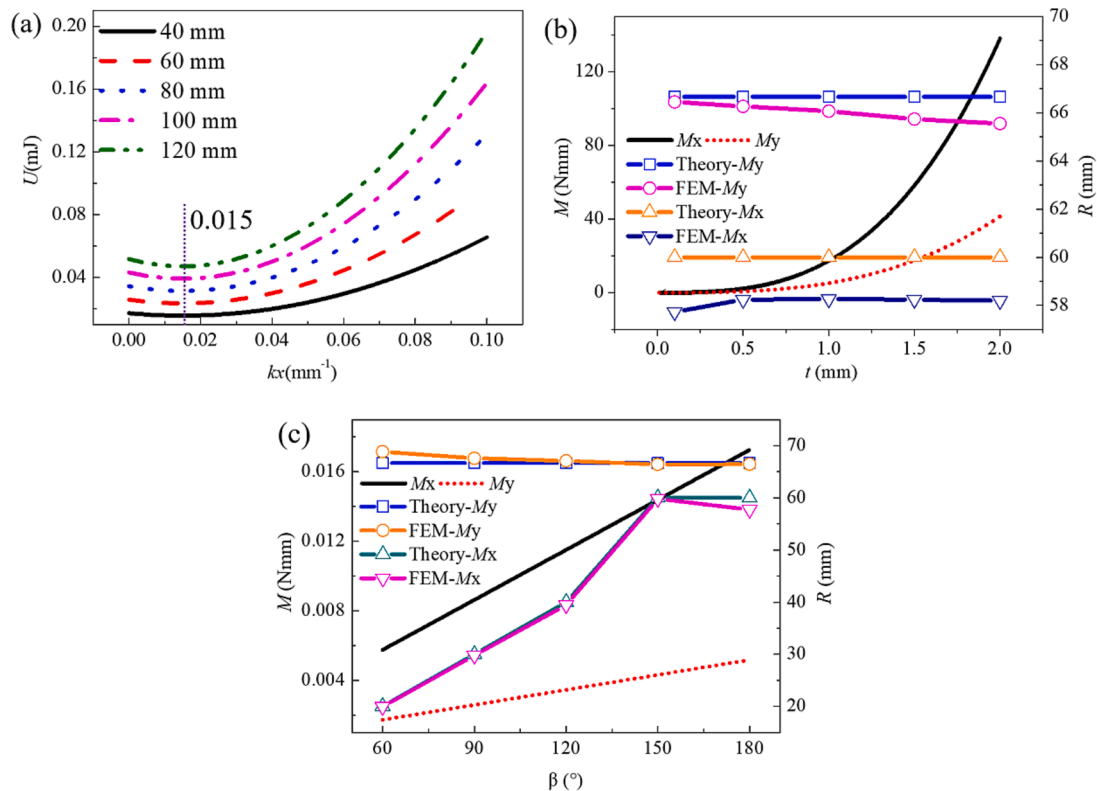 (a)
0.20
0.16
0.12
0.08
0.04
U(mJ)
40 mm
60 mm
80 mm
100 mm
120 mm
0.015
0.00 0.02 0.04 0.06 0.08 0.10
kx(mm⁻¹)
(b)
120
80
40
0
M (Nmm)
Mx My
Theory-My
FEM-My
Theory-Mx
FEM-Mx
70
68
66
64
62
60
58
R (mm)
0.0 0.5 1.0 1.5 2.0
t (mm)
(c)
0.016
0.012
0.008
0.004
M (Nmm)
Mx My
Theory-My
FEM-My
Theory-Mx
FEM-Mx
70
60
50
40
30
20
R (mm)
60 90 120 150 180
β (°)